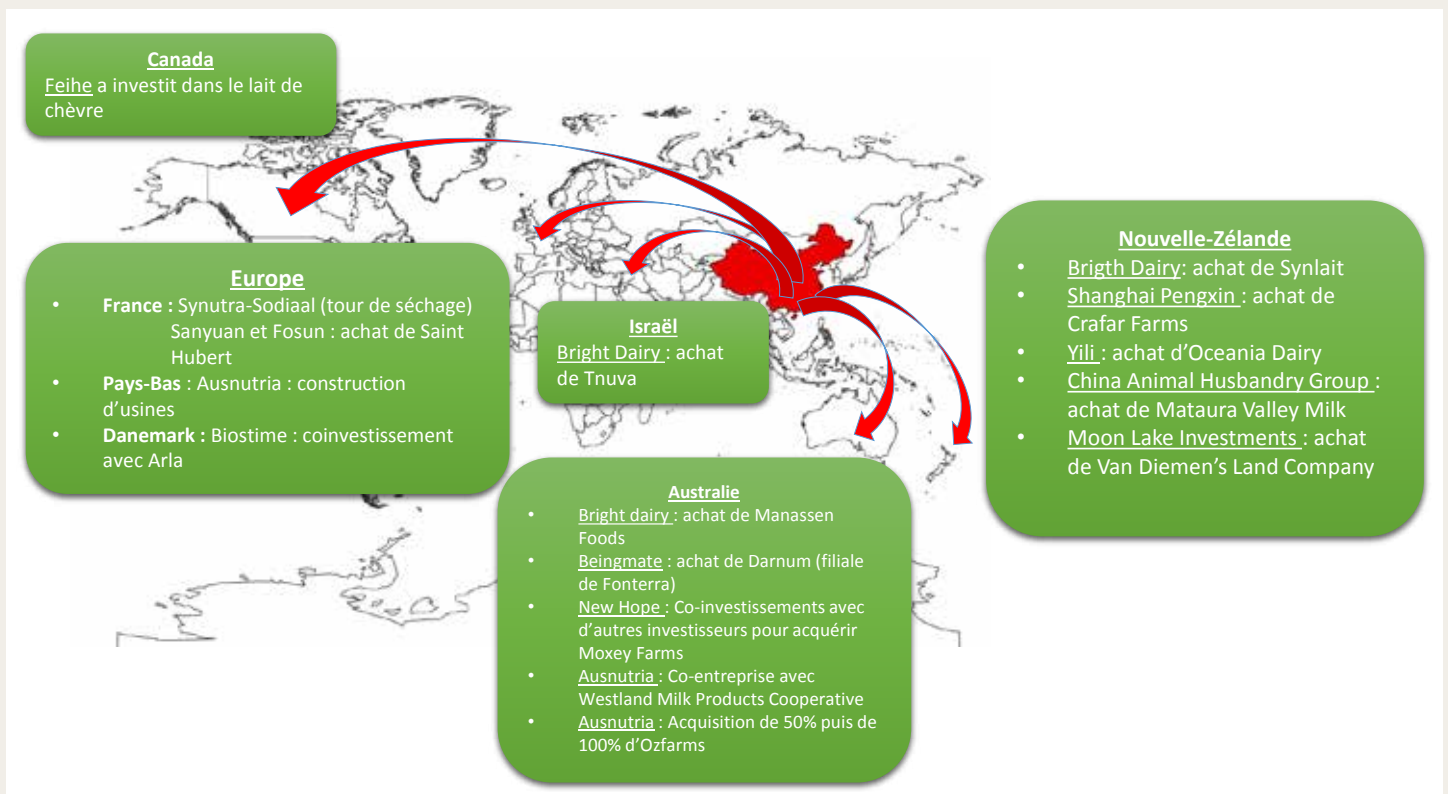 Canada
Feihe a investit dans le lait de
chèvre
Europe
• France : Synutra-Sodiaal (tour de séchage)
Sanyuan et Fosun : achat de Saint
Hubert
• Pays-Bas : Ausnutria : construction
d’usines
• Danemark : Biostime : coinvestissement
avec Arla
Israël
Bright Dairy : achat
de Tnuva
Nouvelle-Zélande
• Brigth Dairy: achat de Synlait
• Shanghai Pengxin : achat de
Crafar Farms
• Yili : achat d’Oceania Dairy
• China Animal Husbandry Group :
achat de Mataura Valley Milk
• Moon Lake Investments : achat
de Van Diemen’s Land Company
Australie
• Bright dairy : achat de Manassen
Foods
• Beingmate : achat de Darnum (filiale
de Fonterra)
• New Hope : Co-investissements avec
d’autres investisseurs pour acquérir
Moxey Farms
• Ausnutria : Co-entreprise avec
Westland Milk Products Cooperative
• Ausnutria : Acquisition de 50% puis de
100% d’Ozfarms